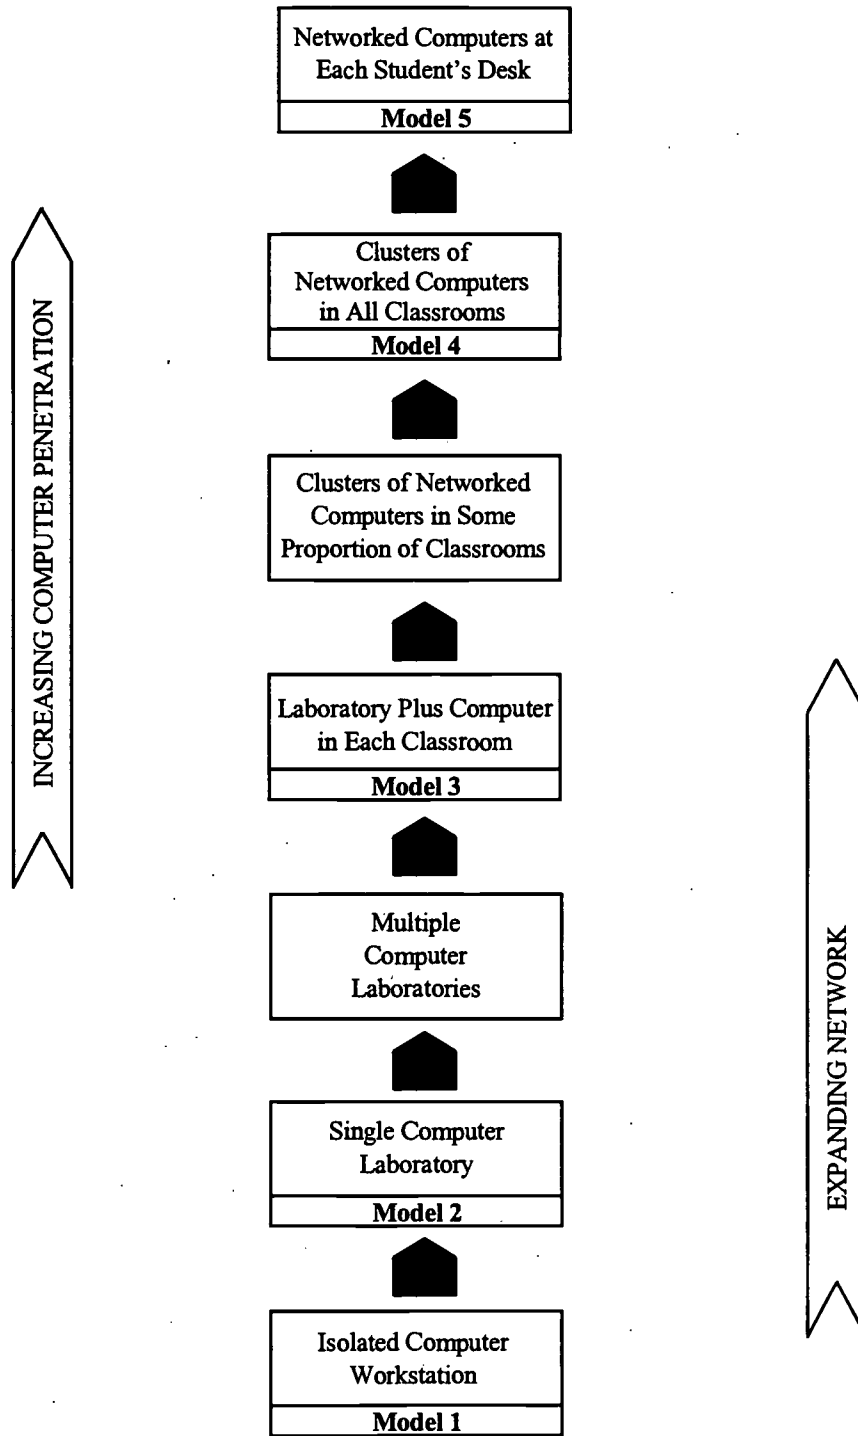 Networked Computers at
Each Student's Desk
Model 5
Clusters of
Networked Computers
in All Classrooms
Model 4
INCREASING COMPUTER PENETRATION
Clusters of Networked
Computers in Some
Proportion of Classrooms
Laboratory Plus Computer
in Each Classroom
Model 3
Multiple
Computer
Laboratories
EXPANDING NETWORK
Single Computer
Laboratory
Model 2
Isolated Computer
Workstation
Model 1